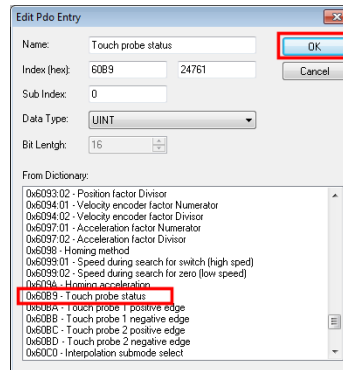 Edit Pdo Entry
Name: Touch probe status OK
Index (hex): 60B9 24761 Cancel
Sub Index: 0
Data Type: UINT
Bit Lentgh: 16
From Dictionary:
0x6093:02 - Position factor Divisor
0x6094:01 - Velocity encoder factor Numerator
0x6094:02 - Velocity encoder factor Divisor
0x6097:01 - Acceleration factor Numerator
0x6097:02 - Acceleration factor Divisor
0x6098 - Homing method
0x6099:01 - Speed during search for switch (high sped)
0x6099:02 - Speed during search for zero (low speed)
0x609A - Homing acceleration
0x60B9 - Touch probe status
0x60BA - Touch probe 1 positive edge
0x60BB - Touch probe 1 negative edge
0x60BC - Touch probe 2 positive edge
0x60BD - Touch probe 2 negative edge
0x60C0 - Interpolation submode select